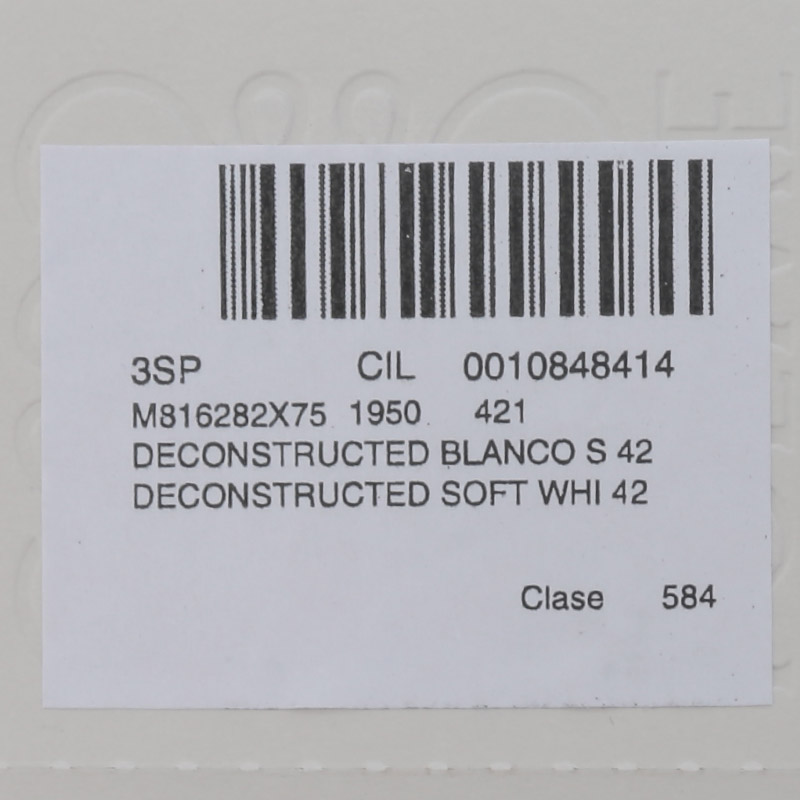 3SP CIL 0010848414
M816282X75 1950 421
DECONSTRUCTED BLANCO S 42
DECONSTRUCTED SOFT WHI 42
Clase 584